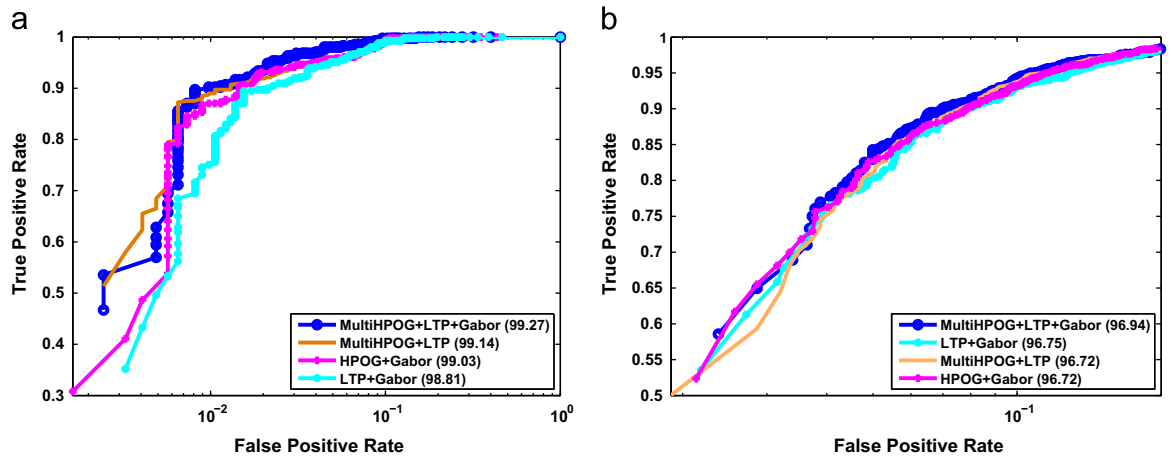 a
1
0.9
0.8
0.7
0.6
0.5
0.4
0.3
True Positive Rate
MultiHPOG+LTP+Gabor (99.27)
MultiHPOG+LTP (99.14)
HPOG+Gabor (99.03)
LTP+Gabor (98.81)
10⁻²
10⁻¹
10⁰
False Positive Rate
b
1
0.95
0.9
0.85
0.8
0.75
0.7
0.65
0.6
0.55
0.5
True Positive Rate
MultiHPOG+LTP+Gabor (96.94)
LTP+Gabor (96.75)
MultiHPOG+LTP (96.72)
HPOG+Gabor (96.72)
10⁻¹
False Positive Rate